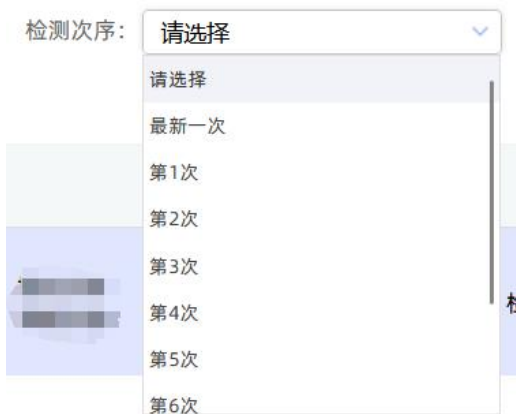 检测次序：
请选择
请选择
最新一次
第1次
第2次
第3次
第4次
第5次
第6次